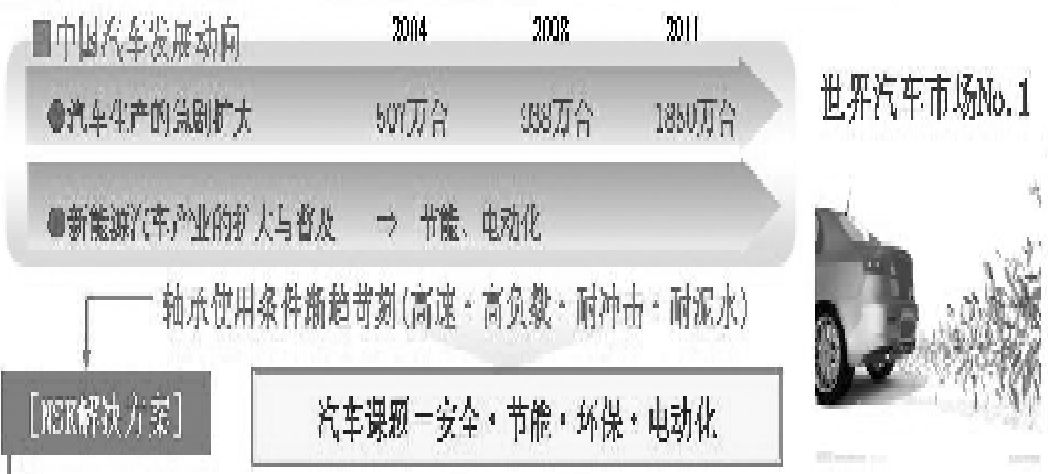 ■中国汽车发展动向 2004 2008 2011
●汽车生产的急剧扩大 507万台 938万台 1850万台
世界汽车市场No.1
●新能源汽车产业的扩大与普及 ⇒ 节能、电动化
轴承使用条件渐趋苛刻(高速・高负载・耐冲击・耐泥水)
[NSK解决方案]
汽车课题－安全・节能・环保・电动化